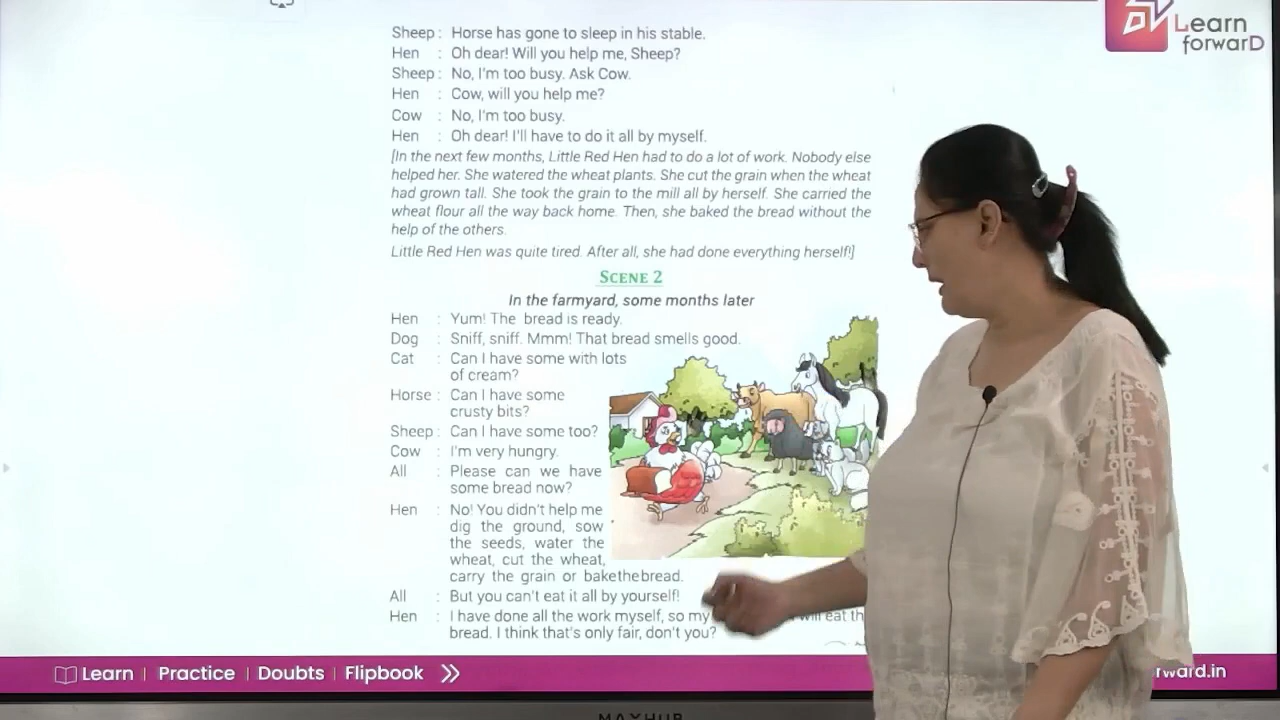 Learn
forwarD
Sheep : Horse has gone to sleep in his stable.
Hen : Oh dear! Will you help me, Sheep?
Sheep : No, I'm too busy. Ask Cow.
Hen : Cow, will you help me?
Cow : No, I'm too busy.
Hen : Oh dear! I'll have to do it all by myself.
[In the next few months, Little Red Hen had to do a lot of work. Nobody else
helped her. She watered the wheat plants. She cut the grain when the wheat
had grown tall. She took the grain to the mill all by herself. She carried the
wheat flour all the way back home. Then, she baked the bread without the
help of the others.
Little Red Hen was quite tired. After all, she had done everything herself!]
SCENE 2
In the farmyard, some months later
Hen : Yum! The bread is ready.
Dog : Sniff, sniff. Mmm! That bread smells good.
Cat : Can I have some with lots
of cream?
Horse : Can I have some
crusty bits?
Sheep : Can I have some too?
Cow : I'm very hungry.
All : Please can we have
some bread now?
Hen : No! You didn't help me
dig the ground, sow
the seeds, water the
wheat, cut the wheat,
carry the grain or bakethebread.
All : But you can't eat it all by yourself!
Hen : I have done all the work myself, so my will eat th
bread. I think that's only fair, don't you?
Learn | Practice | Doubts | Flipbook
rward.in
MAXHUB